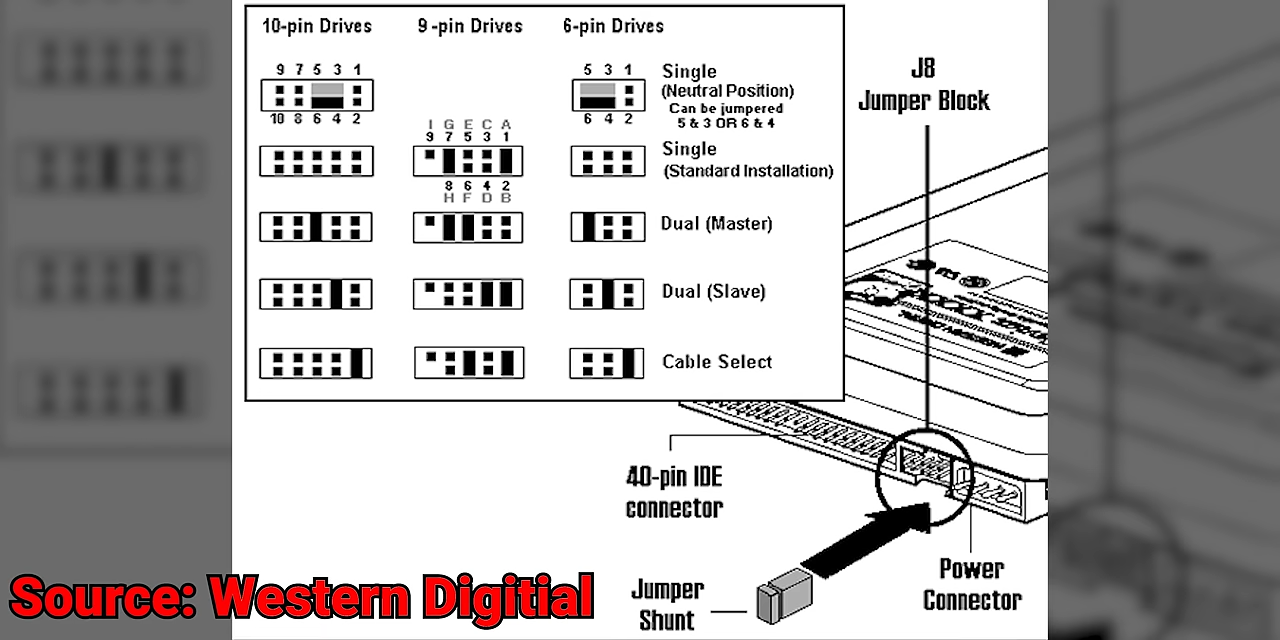 10-pin Drives 9-pin Drives 6-pin Drives
9 7 5 3 1 5 3 1
10 8 6 4 2 6 4 2
Single
(Neutral Position)
Can be jumpered
5 & 3 OR 6 & 4
I G E C A
9 7 5 3 1
8 6 4 2
H F D B
Single
(Standard Installation)
Dual (Master)
Dual (Slave)
Cable Select
J8
Jumper Block
40-pin IDE
connector
Jumper
Shunt
Power
Connector
Source: Western Digitial